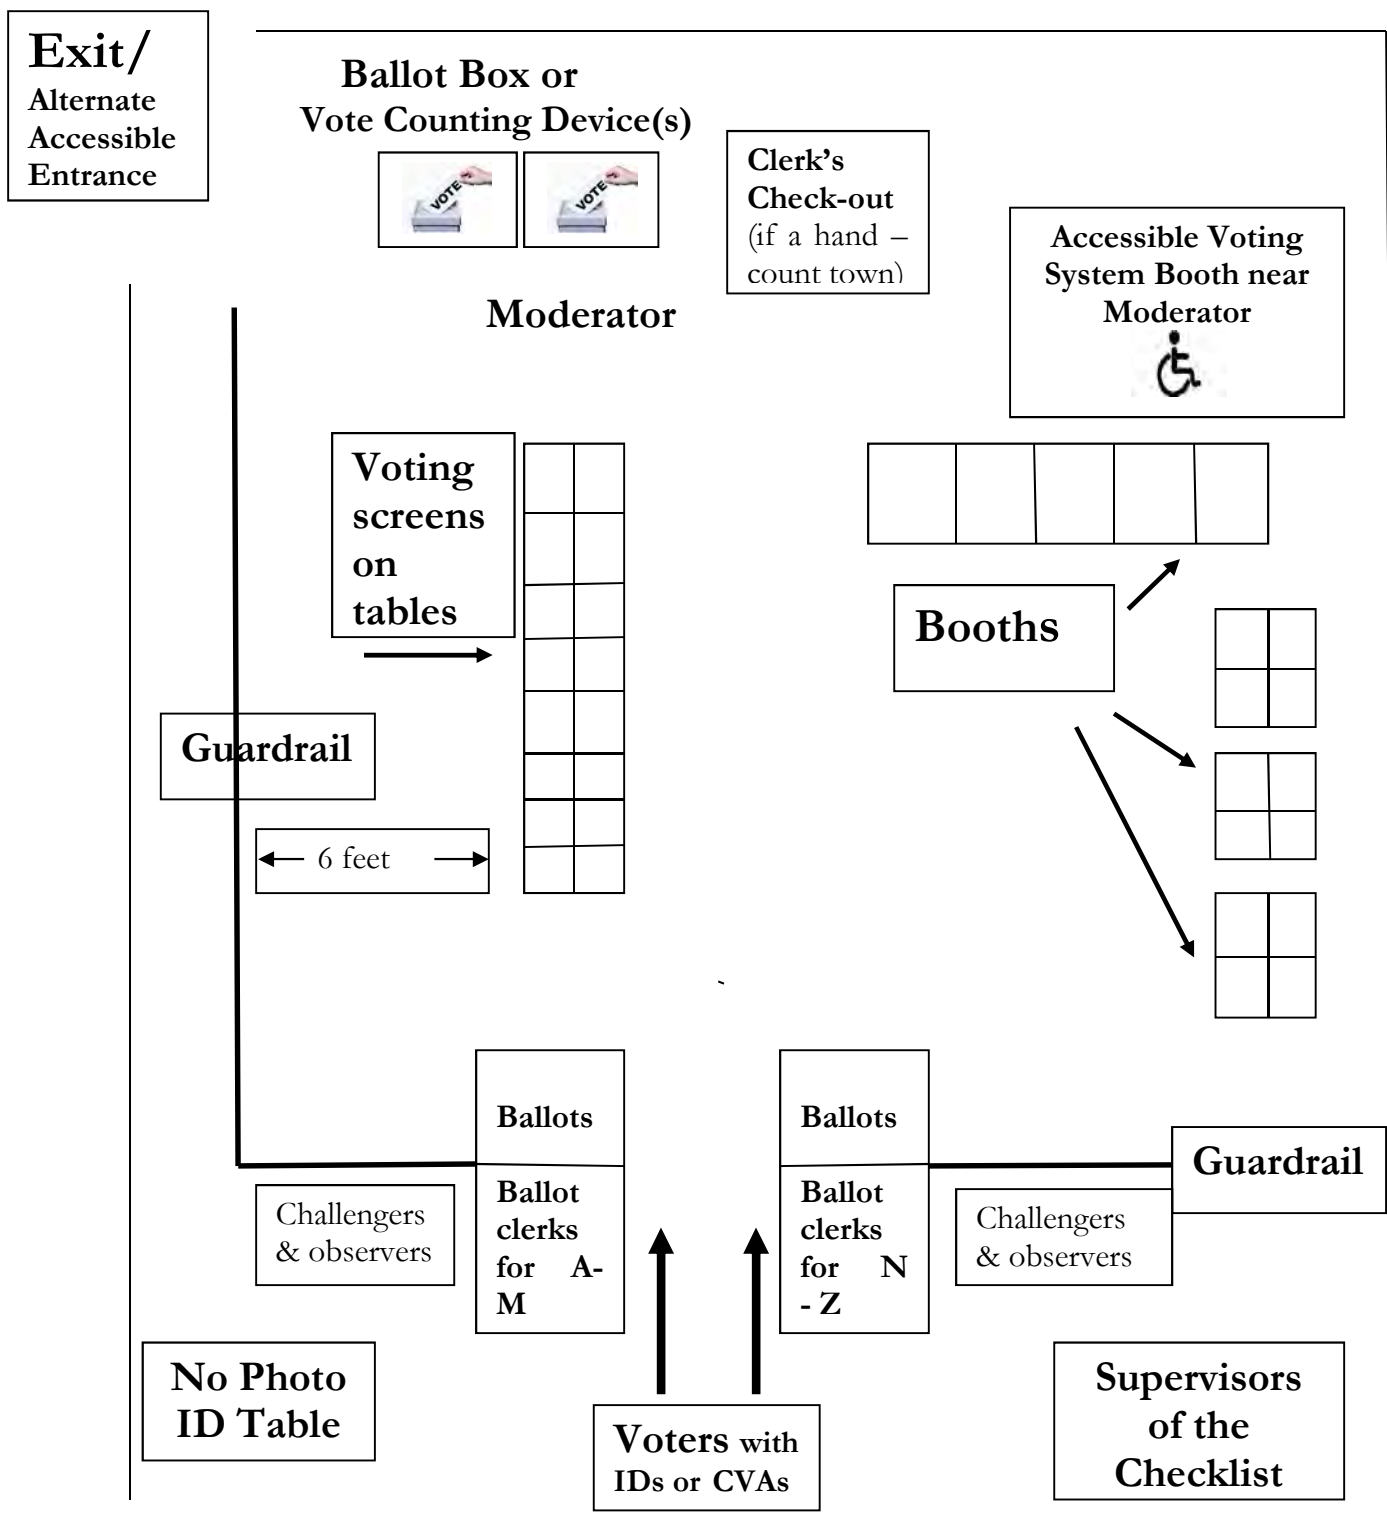 Exit/
Alternate
Accessible
Entrance
Ballot Box or
Vote Counting Device(s)
VOTE
VOTE
Clerk’s
Check-out
(if a hand –
count town)
Accessible Voting
System Booth near
Moderator
Moderator
Voting
screens
on
tables
Booths
Guardrail
6 feet
Ballots
Ballots
Guardrail
Challengers
& observers
Ballot
clerks
for A-
M
Ballot
clerks
for N
- Z
Challengers
& observers
No Photo
ID Table
Voters with
IDs or CVAs
Supervisors
of the
Checklist